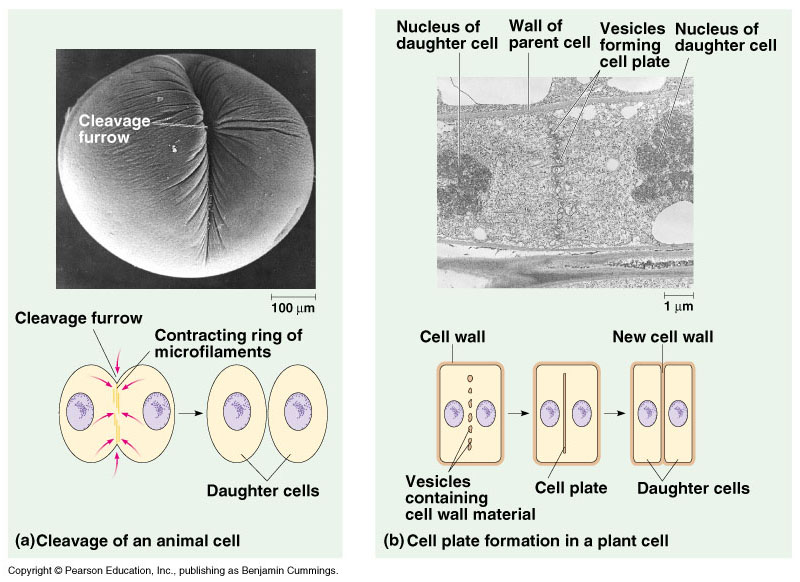 Cleavage
furrow
100 μm
Cleavage furrow
Contracting ring of
microfilaments
Daughter cells
(a) Cleavage of an animal cell
Nucleus of
daughter cell
Wall of
parent cell
Vesicles
forming
cell plate
Nucleus of
daughter cell
1 μm
Cell wall
New cell wall
Vesicles
containing
cell wall material
Cell plate
Daughter cells
(b) Cell plate formation in a plant cell
Copyright © Pearson Education, Inc., publishing as Benjamin Cummings.